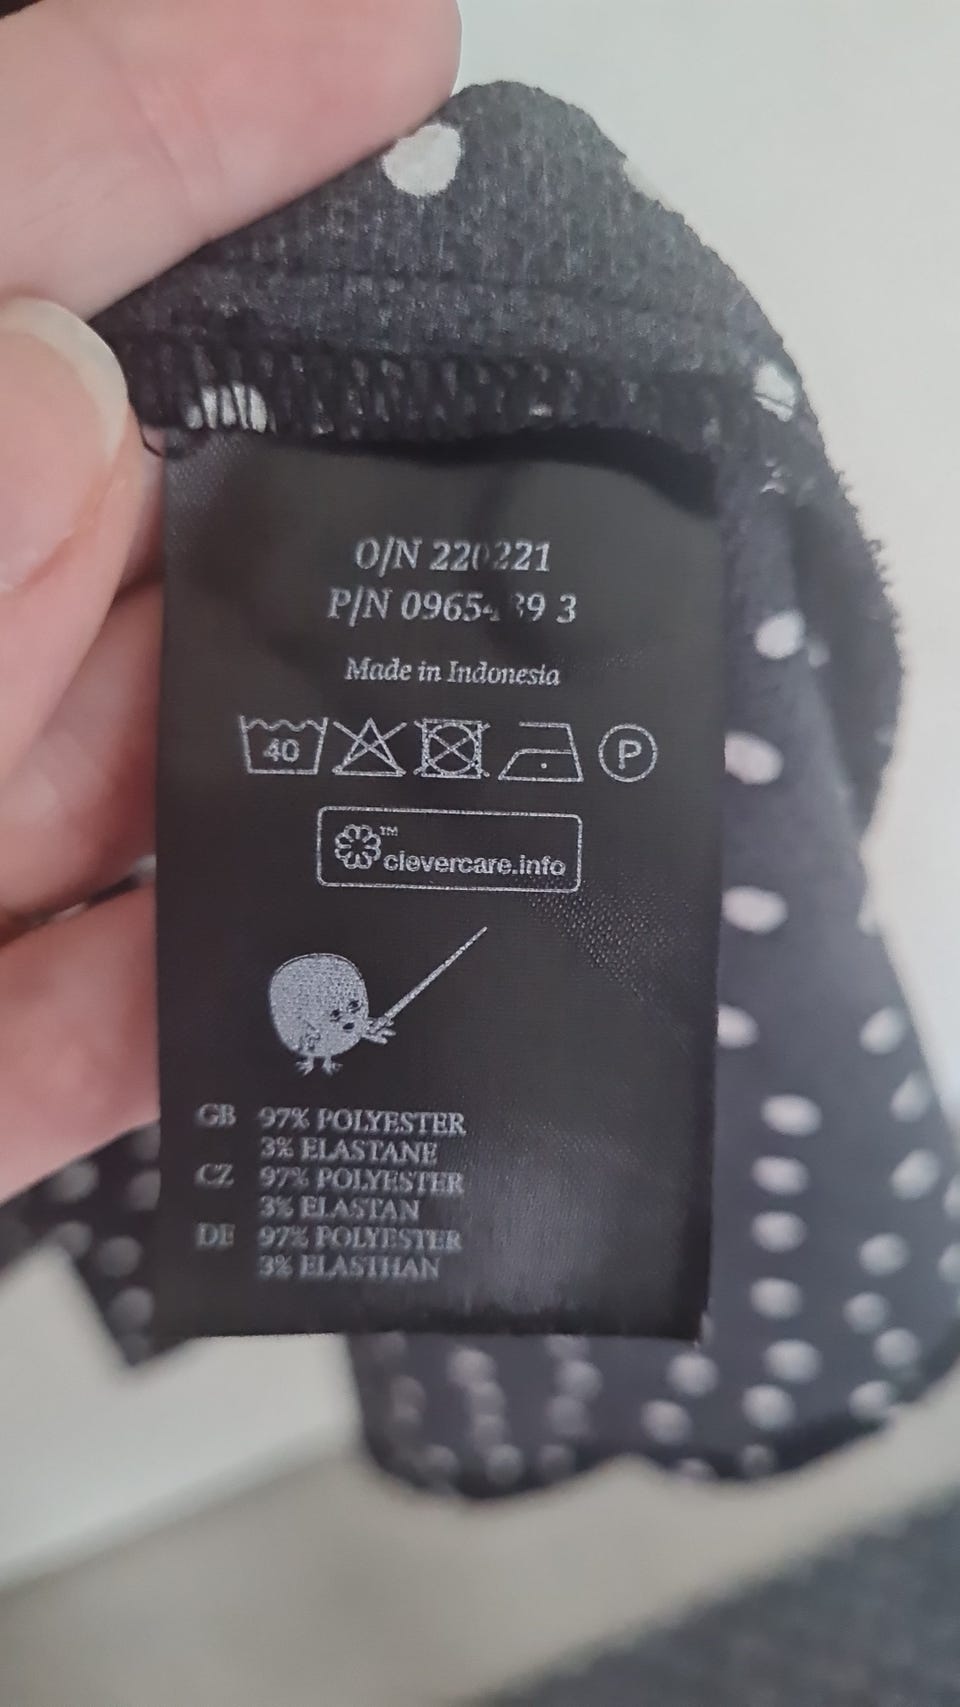 O/N
Made in Indonesia
40 P
™
clevercare.info
GB 97% POLYESTER
3% ELASTANE
CZ 97% POLYESTER
3% ELASTAN
DE 97% POLYESTER
3% ELASTHAN